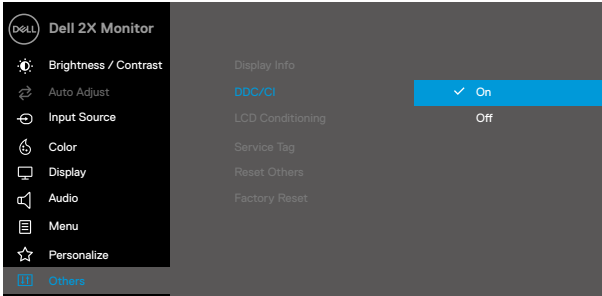 DELL
Dell 2X Monitor
Brightness / Contrast
Auto Adjust
Input Source
Color
Display
Audio
Menu
Personalize
Others
Display Info
DDC/CI
LCD Conditioning
Service Tag
Reset Others
Factory Reset
On
Off